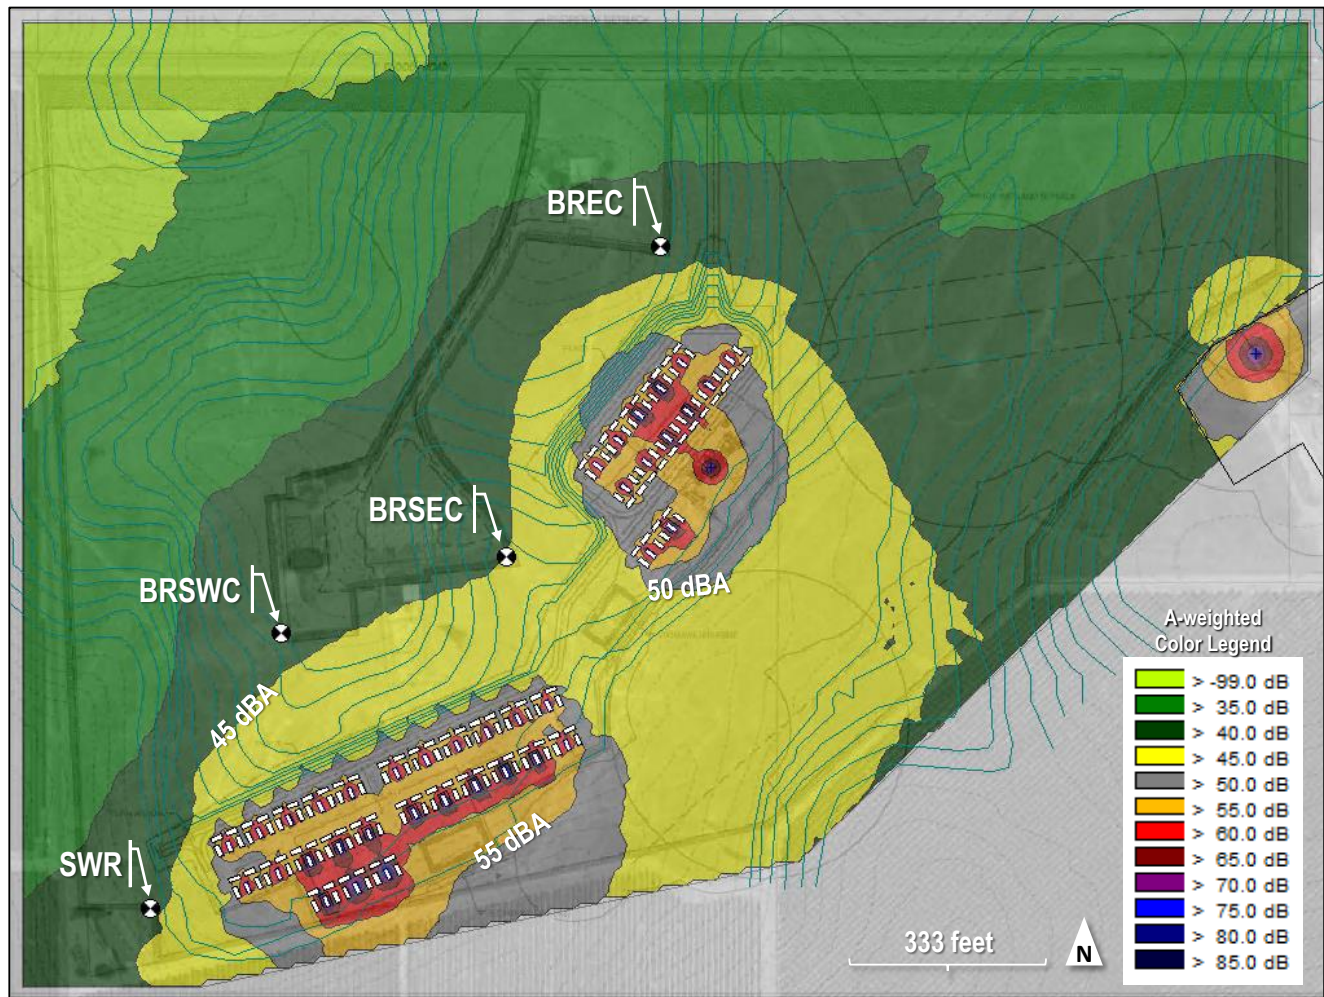 BREC
BRSEC
BRSWC
50 dBA
45 dBA
55 dBA
SWR
333 feet
N
A-weighted
Color Legend
> -99.0 dB
> 35.0 dB
> 40.0 dB
> 45.0 dB
> 50.0 dB
> 55.0 dB
> 60.0 dB
> 65.0 dB
> 70.0 dB
> 75.0 dB
> 80.0 dB
> 85.0 dB